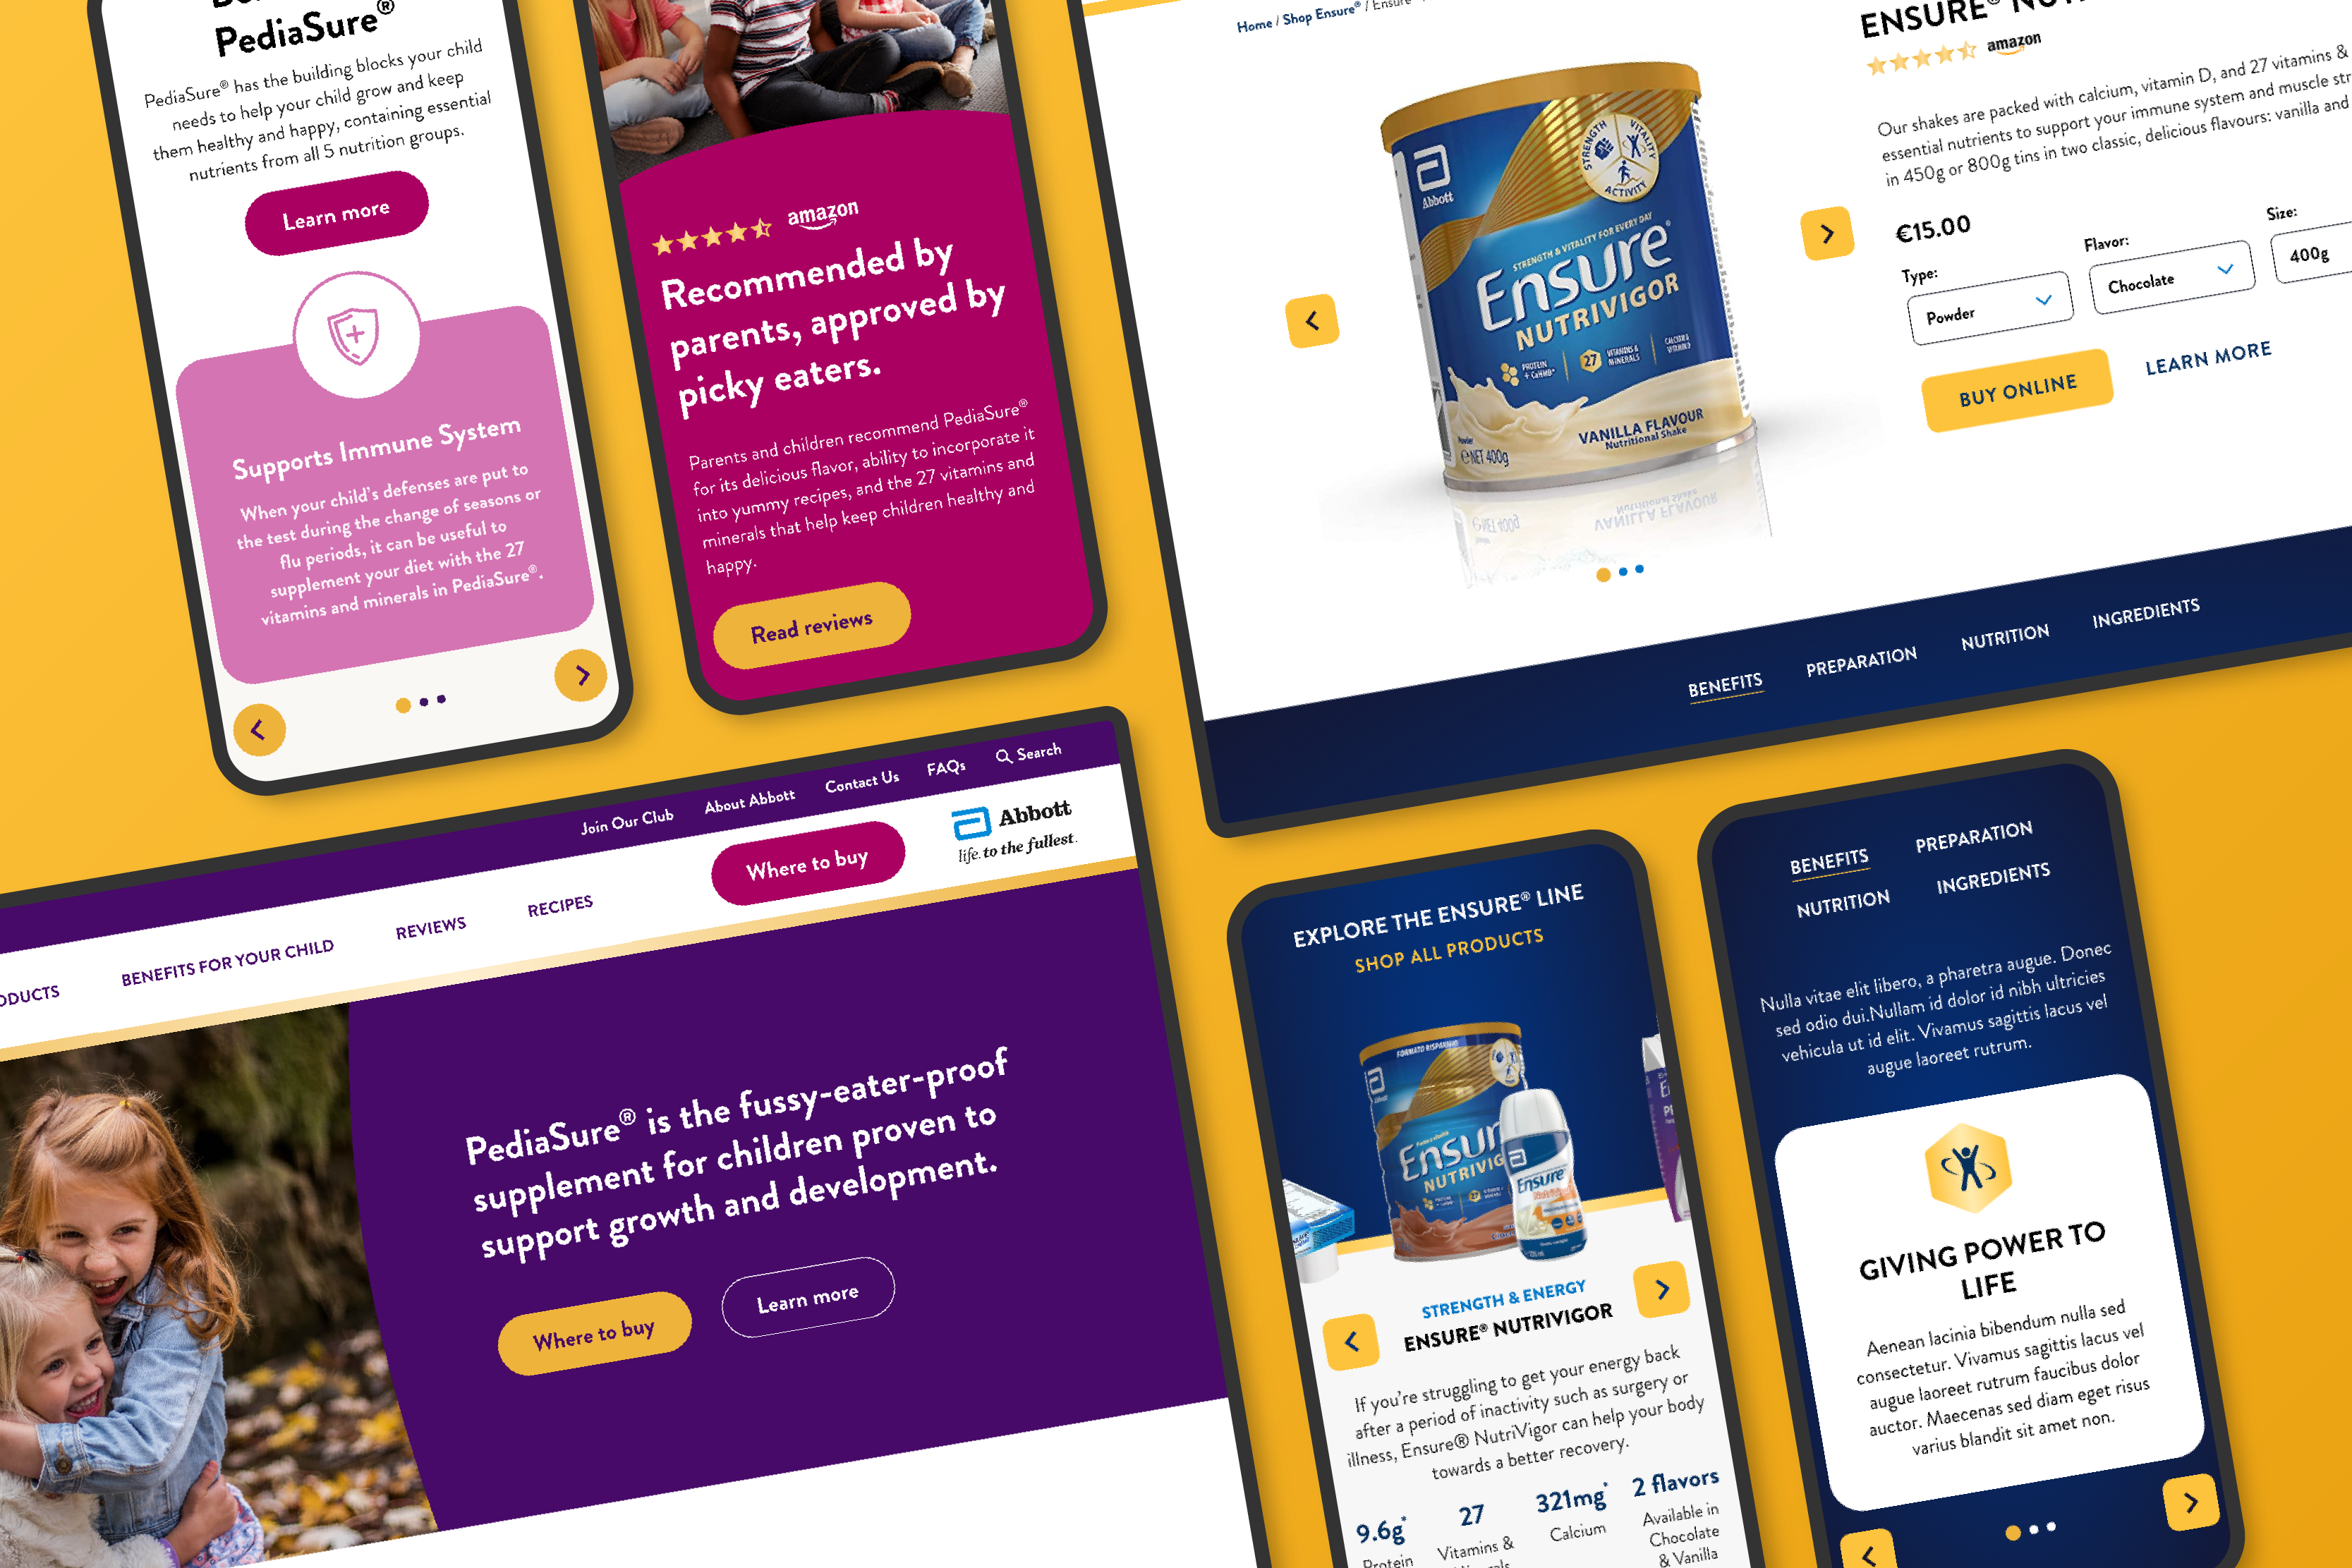 PediaSure®
PediaSure® has the building blocks your child
needs to help your child grow and keep
them healthy and happy, containing essential
nutrients from all 5 nutrition groups.
Learn more
Supports Immune System
When your child's defenses are put to
the test during the change of seasons or
flu periods, it can be useful to
supplement your diet with the 27
vitamins and minerals in PediaSure®.
amazon
Recommended by
parents, approved by
picky eaters.
Parents and children recommend PediaSure®
for its delicious flavor, ability to incorporate it
into yummy recipes, and the 27 vitamins and
minerals that help keep children healthy and
happy.
Read reviews
Home / Shop Ensure® / Ensure®
Abbott
STRENGTH
VITALITY
ACTIVITY
STRENGTH & VITALITY FOR EVERY DAY
Ensure®
NUTRIVIGOR
PROTEIN
+ CaHMB
27
VITAMINS &
MINERALS
CALCIUM &
VITAMIN D
VANILLA FLAVOUR
Nutritional Shake
Powder
℮NET 400g
ENSURE®
amazon
Our shakes are packed with calcium, vitamin D, and 27 vitamins &
essential nutrients to support your immune system and muscle
in 450g or 800g tins in two classic, delicious flavours: vanilla and
€15.00
Type:
Flavor:
Size:
Powder
Chocolate
400g
BUY ONLINE
LEARN MORE
BENEFITS
PREPARATION
NUTRITION
INGREDIENTS
Join Our Club
About Abbott
Contact Us
FAQs
Search
BENEFITS FOR YOUR CHILD
REVIEWS
RECIPES
Where to buy
Abbott
life. to the fullest.
PediaSure® is the fussy-eater-proof
supplement for children proven to
support growth and development.
Where to buy
Learn more
EXPLORE THE ENSURE® LINE
SHOP ALL PRODUCTS
FORMATO RISPARMIO
Abbott
NUTRIVIG
Ensure
STRENGTH & ENERGY
ENSURE® NUTRIVIGOR
If you're struggling to get your energy back
after a period of inactivity such as surgery or
illness, Ensure® NutriVigor can help your body
towards a better recovery.
9.6g*
Protein
27
Vitamins &
321mg*
Calcium
2 flavors
Available in
Chocolate
& Vanilla
BENEFITS
PREPARATION
NUTRITION
INGREDIENTS
Nulla vitae elit libero, a pharetra augue. Donec
sed odio dui.Nullam id dolor id nibh ultricies
vehicula ut id elit. Vivamus sagittis lacus vel
augue laoreet rutrum.
GIVING POWER TO
LIFE
Aenean lacinia bibendum nulla sed
consectetur. Vivamus sagittis lacus vel
augue laoreet rutrum faucibus dolor
auctor. Maecenas sed diam eget risus
varius blandit sit amet non.